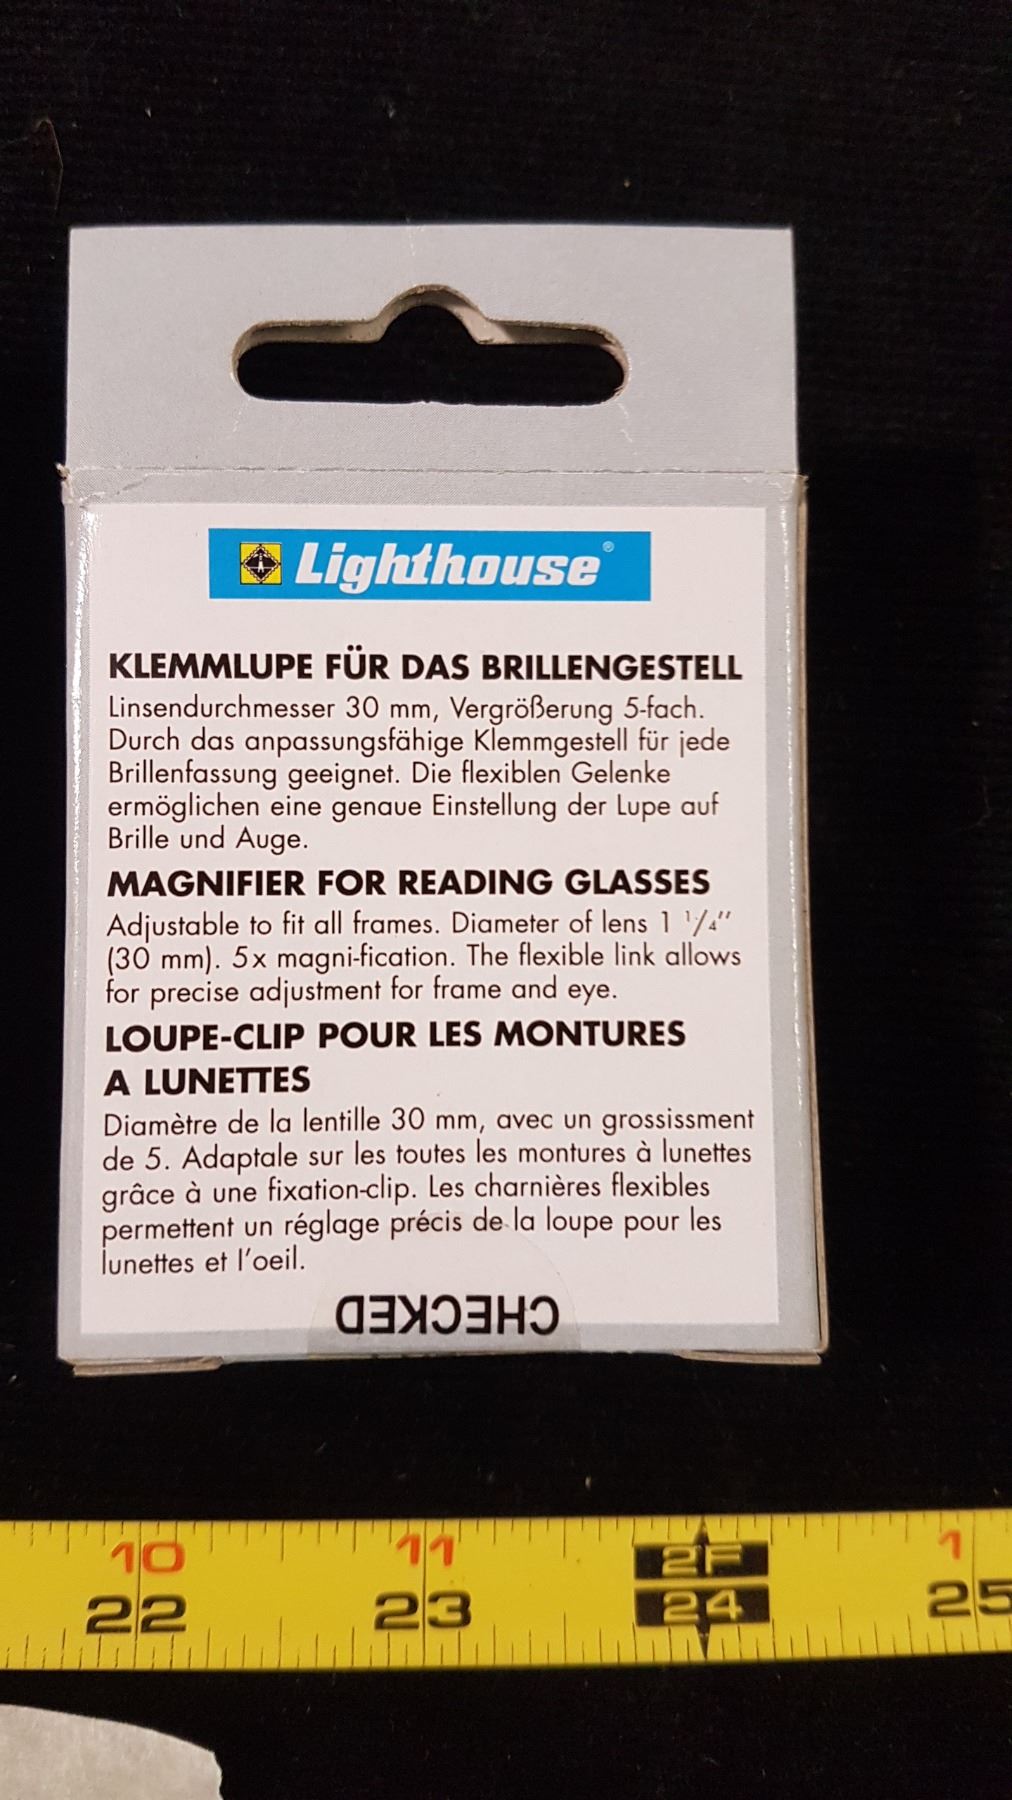 Lighthouse®
KLEMMLUPE FÜR DAS BRILLENGESTELL
Linsendurchmesser 30 mm, Vergrößerung 5-fach.
Durch das anpassungsfähige Klemmgestell für jede
Brillenfassung geeignet. Die flexiblen Gelenke
ermöglichen eine genaue Einstellung der Lupe auf
Brille und Auge.
MAGNIFIER FOR READING GLASSES
Adjustable to fit all frames. Diameter of lens 1 1/4"
(30 mm). 5x magni-fication. The flexible link allows
for precise adjustment for frame and eye.
LOUPE-CLIP POUR LES MONTURES
A LUNETTES
Diamètre de la lentille 30 mm, avec un grossissment
de 5. Adaptale sur les toutes les montures à lunettes
grâce à une fixation-clip. Les charnières flexibles
permettent un réglage précis de la loupe pour les
lunettes et l'oeil.
CHECKED
10 11 2F 1
22 23 24 25